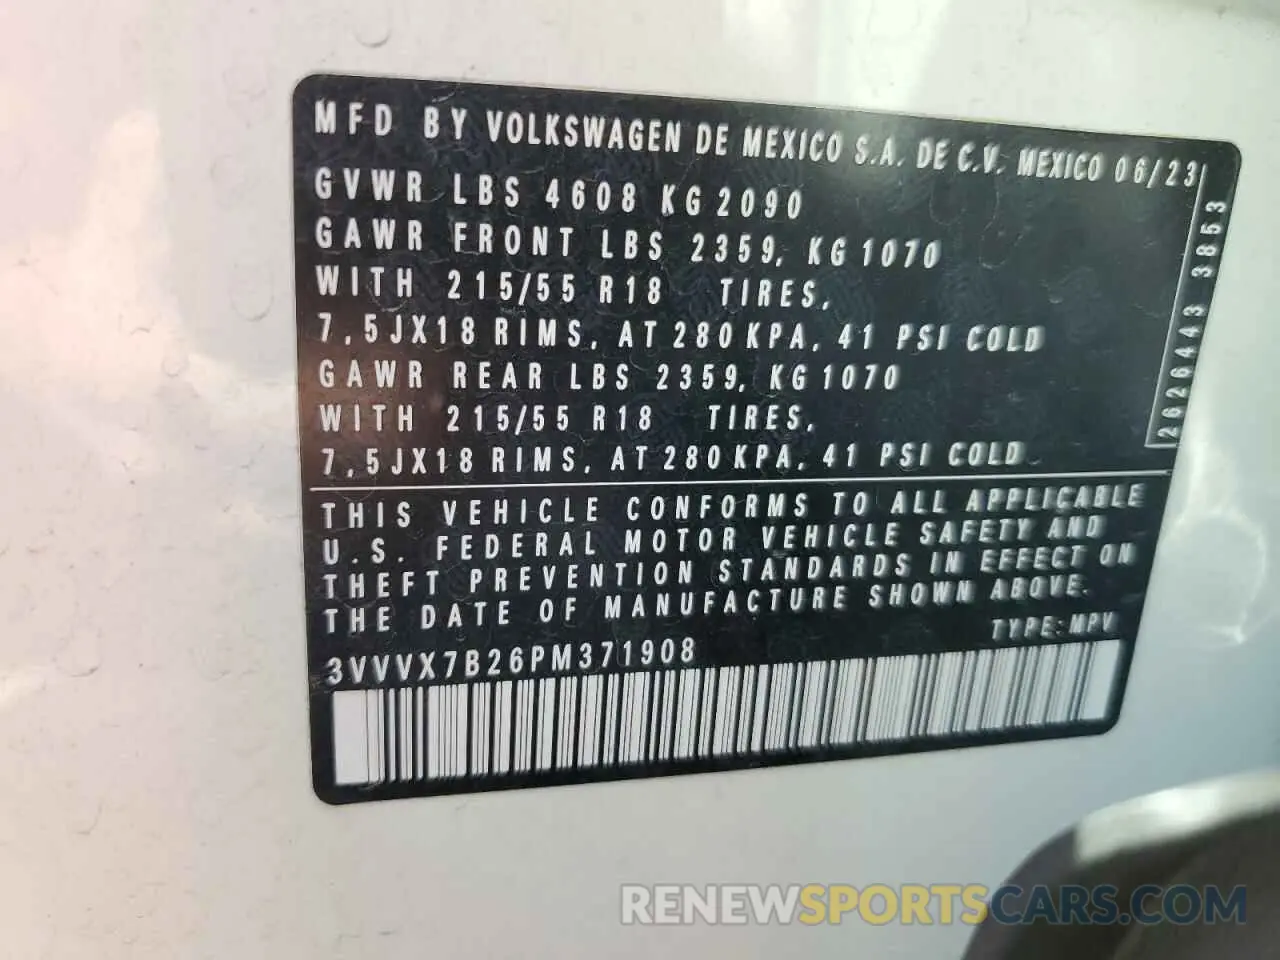 MFD BY VOLKSWAGEN DE MEXICO S.A. DE C.V. MEXICO 06/23
GVWR LBS 4608 KG 2090
GAWR FRONT LBS 2359, KG 1070
WITH 215/55 R18 TIRES,
7,5JX18 RIMS, AT 280 KPA, 41 PSI COLD
GAWR REAR LBS 2359, KG 1070
WITH 215/55 R18 TIRES,
7,5JX18 RIMS, AT 280 KPA, 41 PSI COLD
2626443 3853
THIS VEHICLE CONFORMS TO ALL APPLICABLE
U.S. FEDERAL MOTOR VEHICLE SAFETY AND
THEFT PREVENTION STANDARDS IN EFFECT ON
THE DATE OF MANUFACTURE SHOWN ABOVE.
TYPE: MPV
3VVVX7B26PM371908
RENEWSPORTSCARS.COM